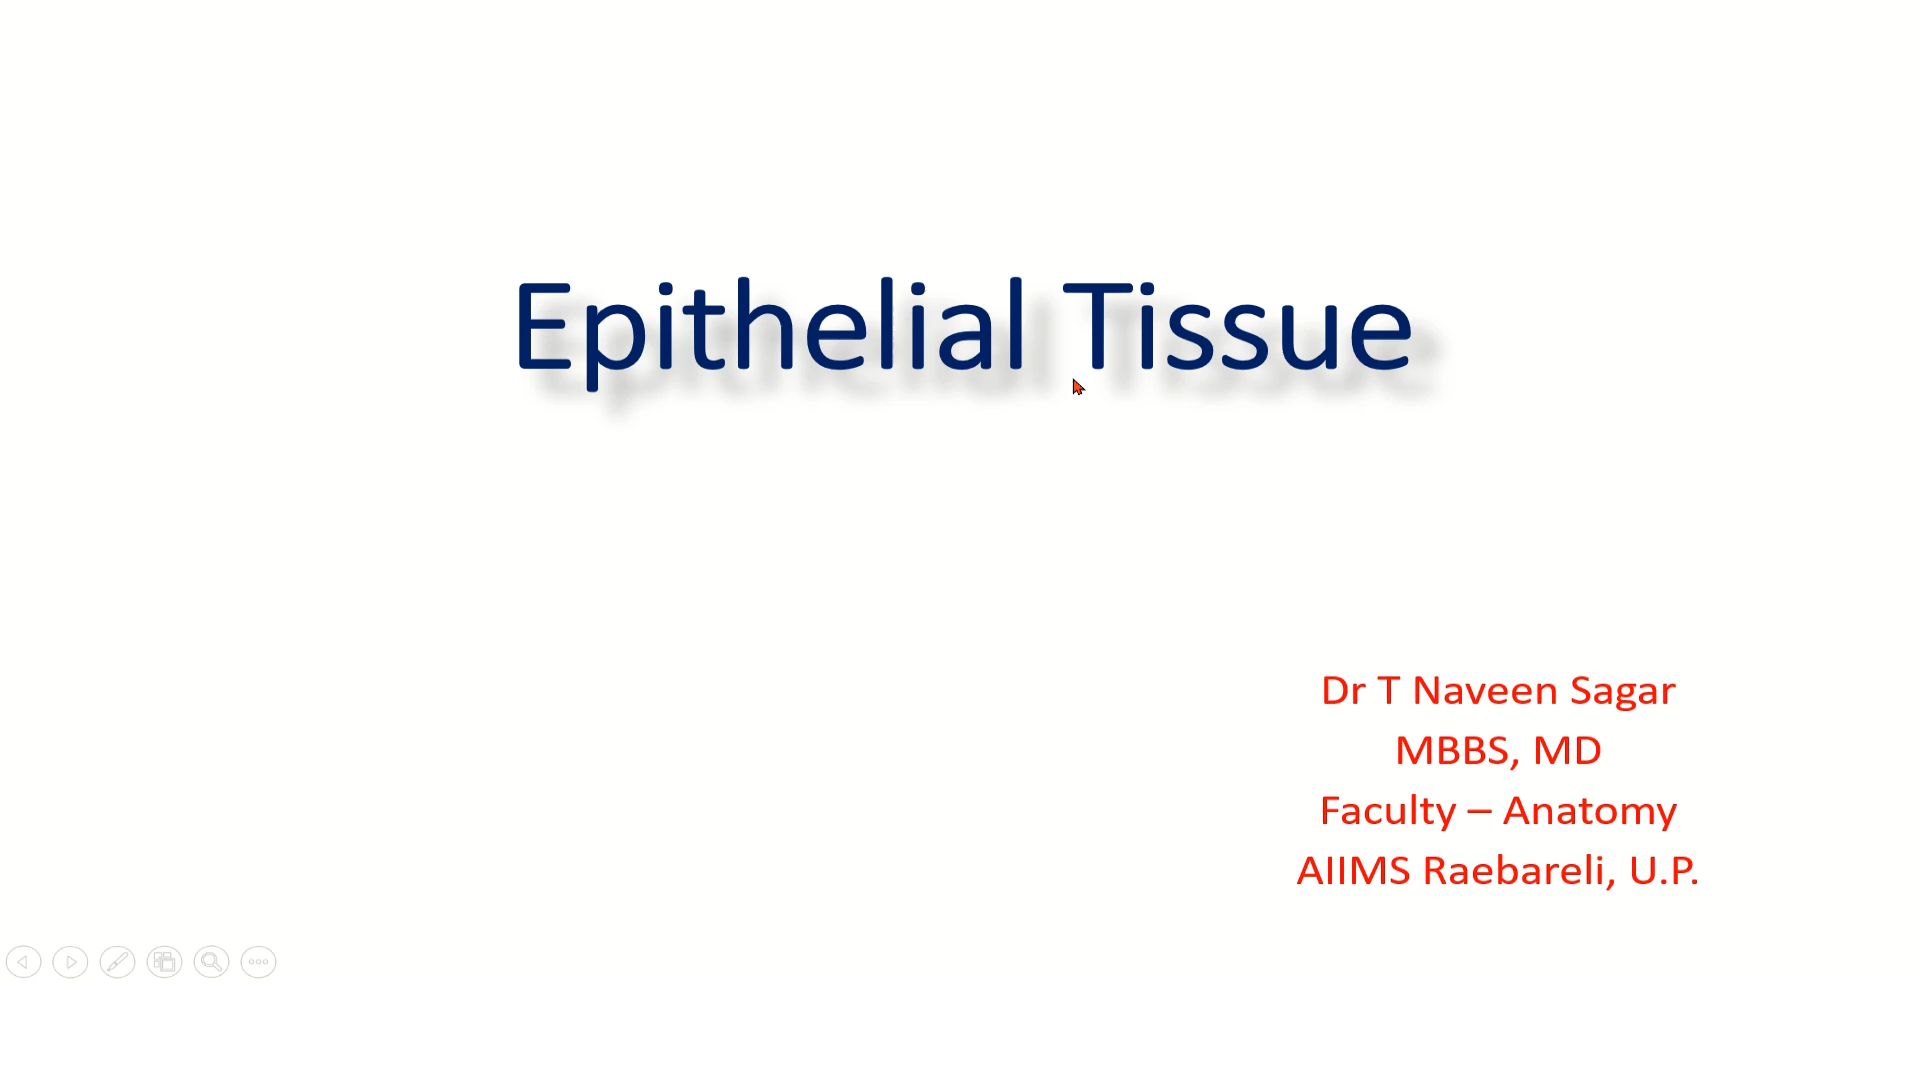 Epithelial Tissue
Dr T Naveen Sagar
MBBS, MD
Faculty – Anatomy
AIIMS Raebareli, U.P.